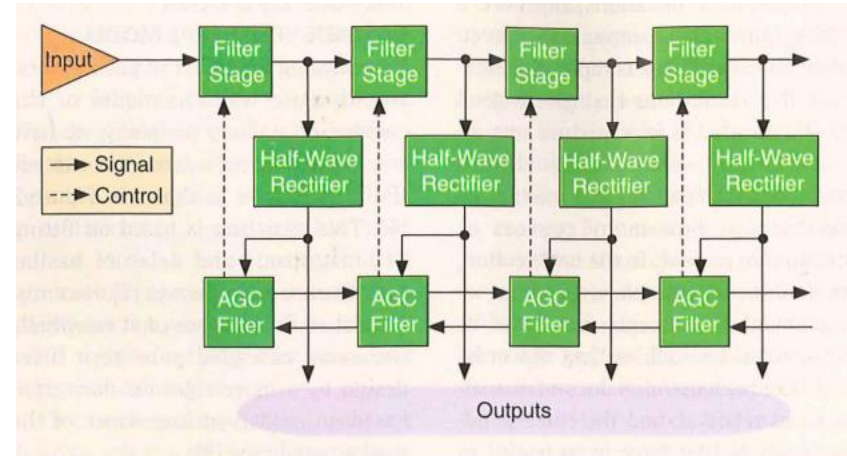 Input
Filter
Stage
Filter
Stage
Filter
Stage
Filter
Stage
Signal
Control
Half-Wave
Rectifier
Half-Wave
Rectifier
Half-Wave
Rectifier
Half-Wave
Rectifier
AGC
Filter
AGC
Filter
AGC
Filter
AGC
Filter
Outputs